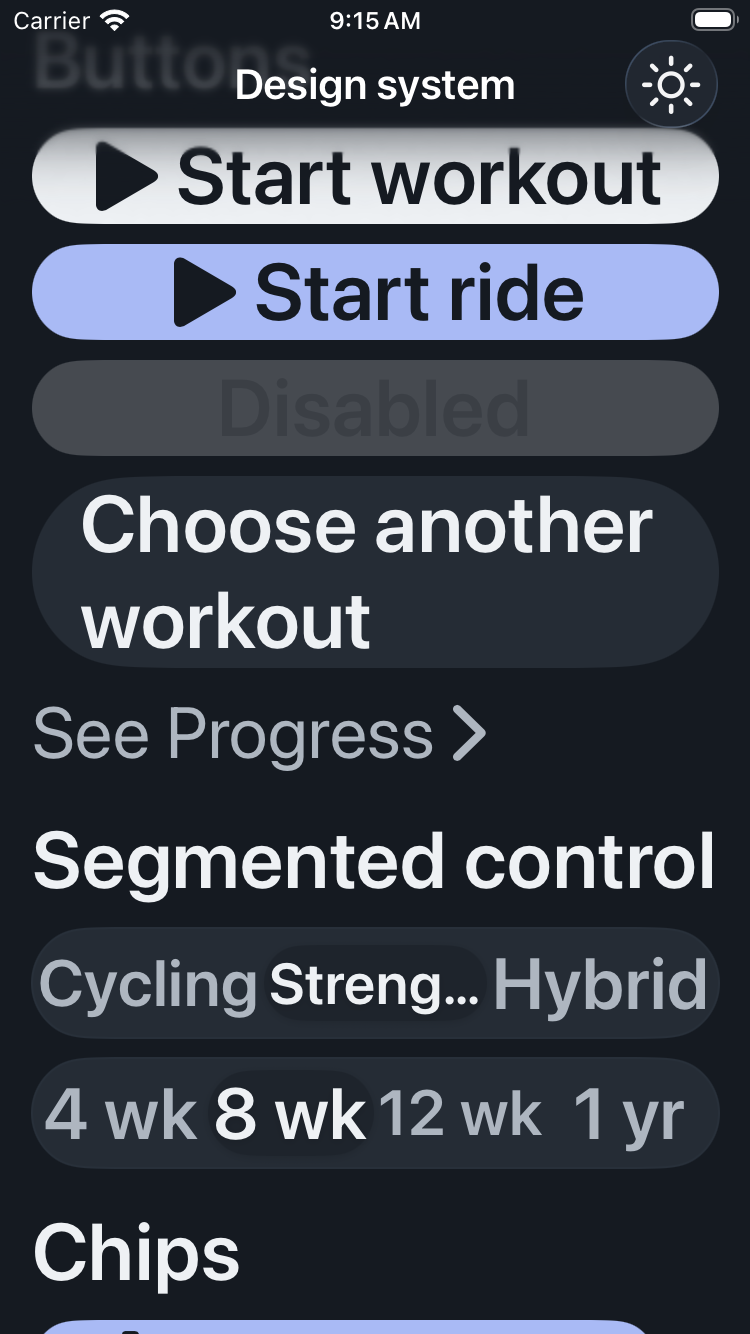 Carrier 9:15 AM
Buttons
Design system
Start workout
Start ride
Disabled
Choose another
workout
See Progress
Segmented control
Cycling Streng… Hybrid
4 wk 8 wk 12 wk 1 yr
Chips